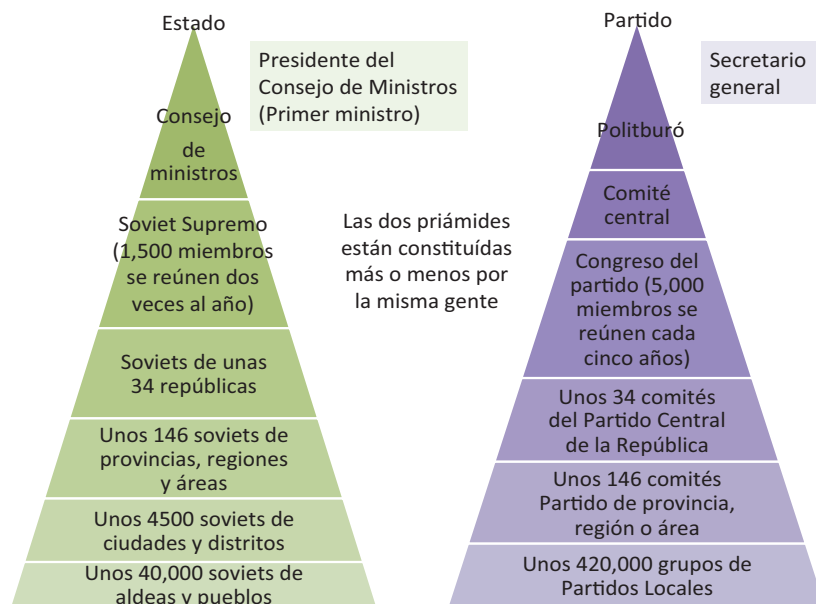 Estado
Presidente del
Consejo de Ministros
(Primer ministro)
Consejo
de
ministros
Soviet Supremo
(1,500 miembros
se reúnen dos
veces al año)
Soviets de unas
34 repúblicas
Unos 146 soviets de
provincias, regiones
y áreas
Unos 4500 soviets de
ciudades y distritos
Unos 40,000 soviets de
aldeas y pueblos
Las dos priámides
están constituídas
más o menos por
la misma gente
Partido
Secretario
general
Politburó
Comité
central
Congreso del
partido (5,000
miembros se
reúnen cada
cinco años)
Unos 34 comités
del Partido Central
de la República
Unos 146 comités
Partido de provincia,
región o área
Unos 420,000 grupos de
Partidos Locales